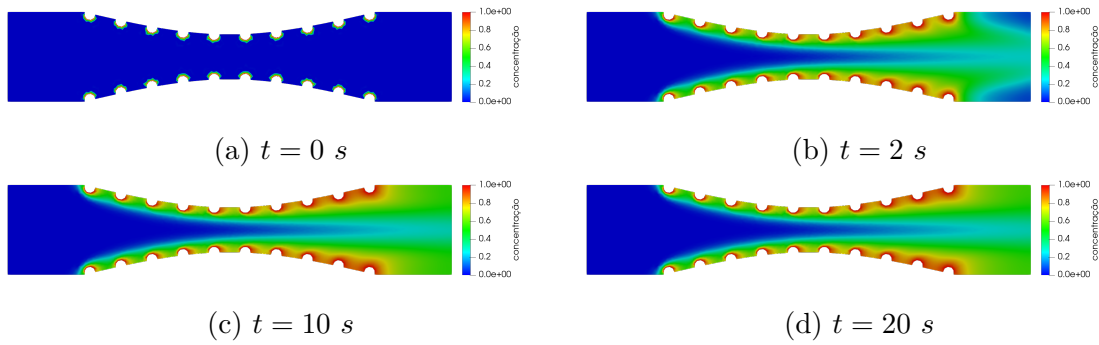 1.0e+00
0.8
0.6
0.4
0.2
0.0e+00
concentração
(a) t = 0 s
1.0e+00
0.8
0.6
0.4
0.2
0.0e+00
concentração
(b) t = 2 s
1.0e+00
0.8
0.6
0.4
0.2
0.0e+00
concentração
(c) t = 10 s
1.0e+00
0.8
0.6
0.4
0.2
0.0e+00
concentração
(d) t = 20 s